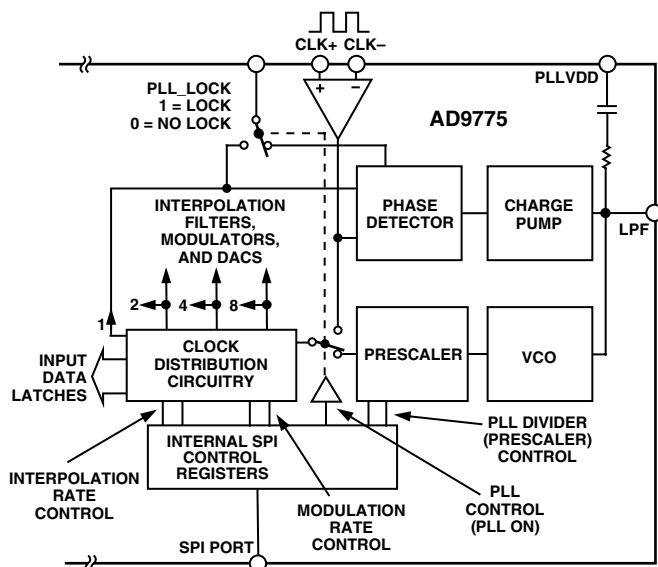 CLK+ CLK–
PLL_LOCK
1 = LOCK
0 = NO LOCK
+ –
PLLVDD
AD9775
INTERPOLATION
FILTERS,
MODULATORS,
AND DACS
PHASE
DETECTOR
CHARGE
PUMP
LPF
2 4 8
1
CLOCK
DISTRIBUTION
CIRCUITRY
PRESCALER
VCO
INPUT
DATA
LATCHES
INTERNAL SPI
CONTROL
REGISTERS
PLL DIVIDER
(PRESCALER)
CONTROL
INTERPOLATION
RATE
CONTROL
MODULATION
RATE
CONTROL
PLL
CONTROL
(PLL ON)
SPI PORT